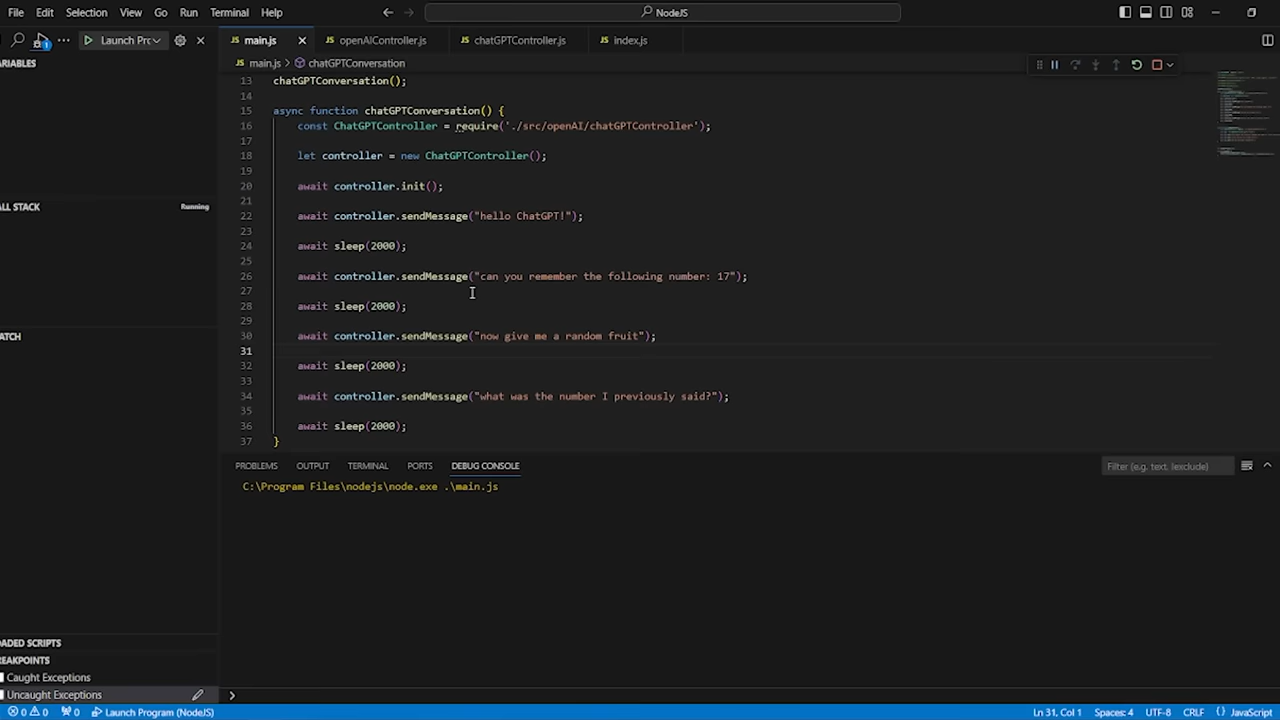 File Edit Selection View Go Run Terminal Help NodeJS
1 Launch Prc
main.js openAIController.js chatGPTController.js index.js
ARIABLES
main.js > chatGPTConversation
13 chatGPTConversation();
14
15 async function chatGPTConversation() {
16 const ChatGPTController = require('./src/openAI/chatGPTController');
17
18 let controller = new ChatGPTController();
19
20 await controller.init();
21
22 await controller.sendMessage("hello ChatGPT!");
23
24 await sleep(2000);
25
26 await controller.sendMessage("can you remember the following number: 17");
27
28 await sleep(2000);
29
30 await controller.sendMessage("now give me a random fruit");
31
32 await sleep(2000);
33
34 await controller.sendMessage("what was the number I previously said?");
35
36 await sleep(2000);
37 }
ALL STACK Running
ATCH
PROBLEMS OUTPUT TERMINAL PORTS DEBUG CONSOLE Filter (e.g. text, !exclude)
C:\Program Files\nodejs\node.exe .\main.js
>
OADED SCRIPTS
REAKPOINTS
Caught Exceptions
Uncaught Exceptions
0 0 0 Launch Program (NodeJS) Ln 31, Col 1 Spaces: 4 UTF-8 CRLF {} JavaScript